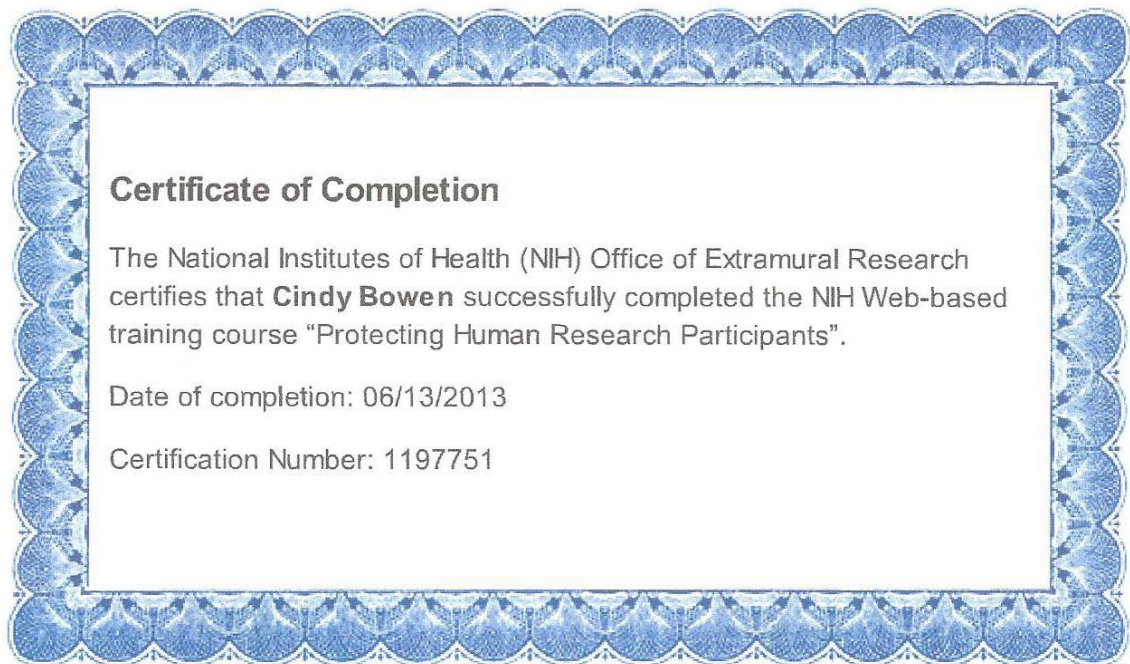 Certificate of Completion
The National Institutes of Health (NIH) Office of Extramural Research
certifies that Cindy Bowen successfully completed the NIH Web-based
training course “Protecting Human Research Participants”.
Date of completion: 06/13/2013
Certification Number: 1197751